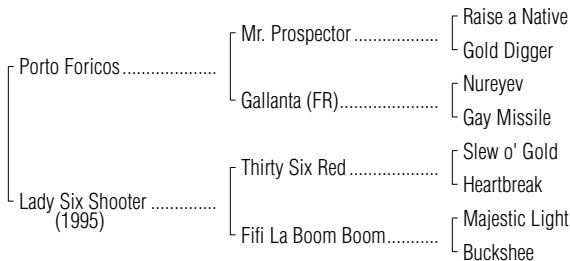 Raise a Native
Mr. Prospector ..................
Gold Digger
Porto Foricos ....................
Nureyev
Gallanta (FR).....................
Gay Missile
Slew o' Gold
Thirty Six Red ...................
Heartbreak
Lady Six Shooter ..............
(1995)
Majestic Light
Fifi La Boom Boom...........
Buckshee